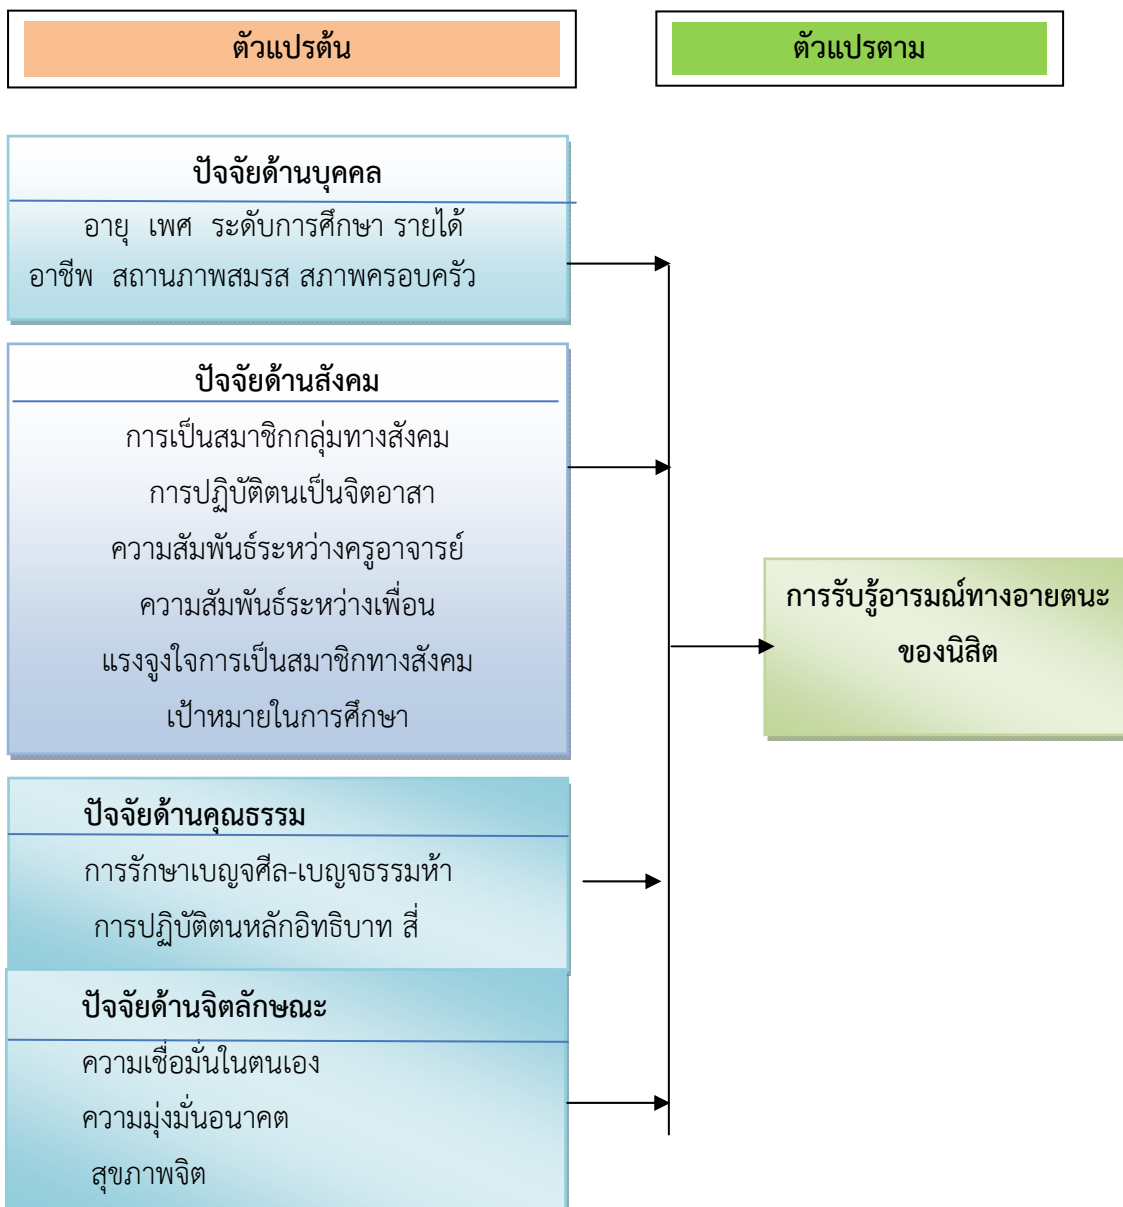 ตัวแปรต้น
ตัวแปรตาม
ปัจจัยด้านบุคคล
อายุ เพศ ระดับการศึกษา รายได้
อาชีพ สถานภาพสมรส สภาพครอบครัว
ปัจจัยด้านสังคม
การเป็นสมาชิกกลุ่มทางสังคม
การปฏิบัติตนเป็นจิตอาสา
ความสัมพันธ์ระหว่างครูอาจารย์
ความสัมพันธ์ระหว่างเพื่อน
แรงจูงใจการเป็นสมาชิกทางสังคม
เป้าหมายในการศึกษา
การรับรู้อารมณ์ทางอายตนะ
ของนิสิต
ปัจจัยด้านคุณธรรม
การรักษาเบญจศีล-เบญจธรรมห้า
การปฏิบัติตนหลักอิทธิบาท สี่
ปัจจัยด้านจิตลักษณะ
ความเชื่อมั่นในตนเอง
ความมุ่งมั่นอนาคต
สุขภาพจิต